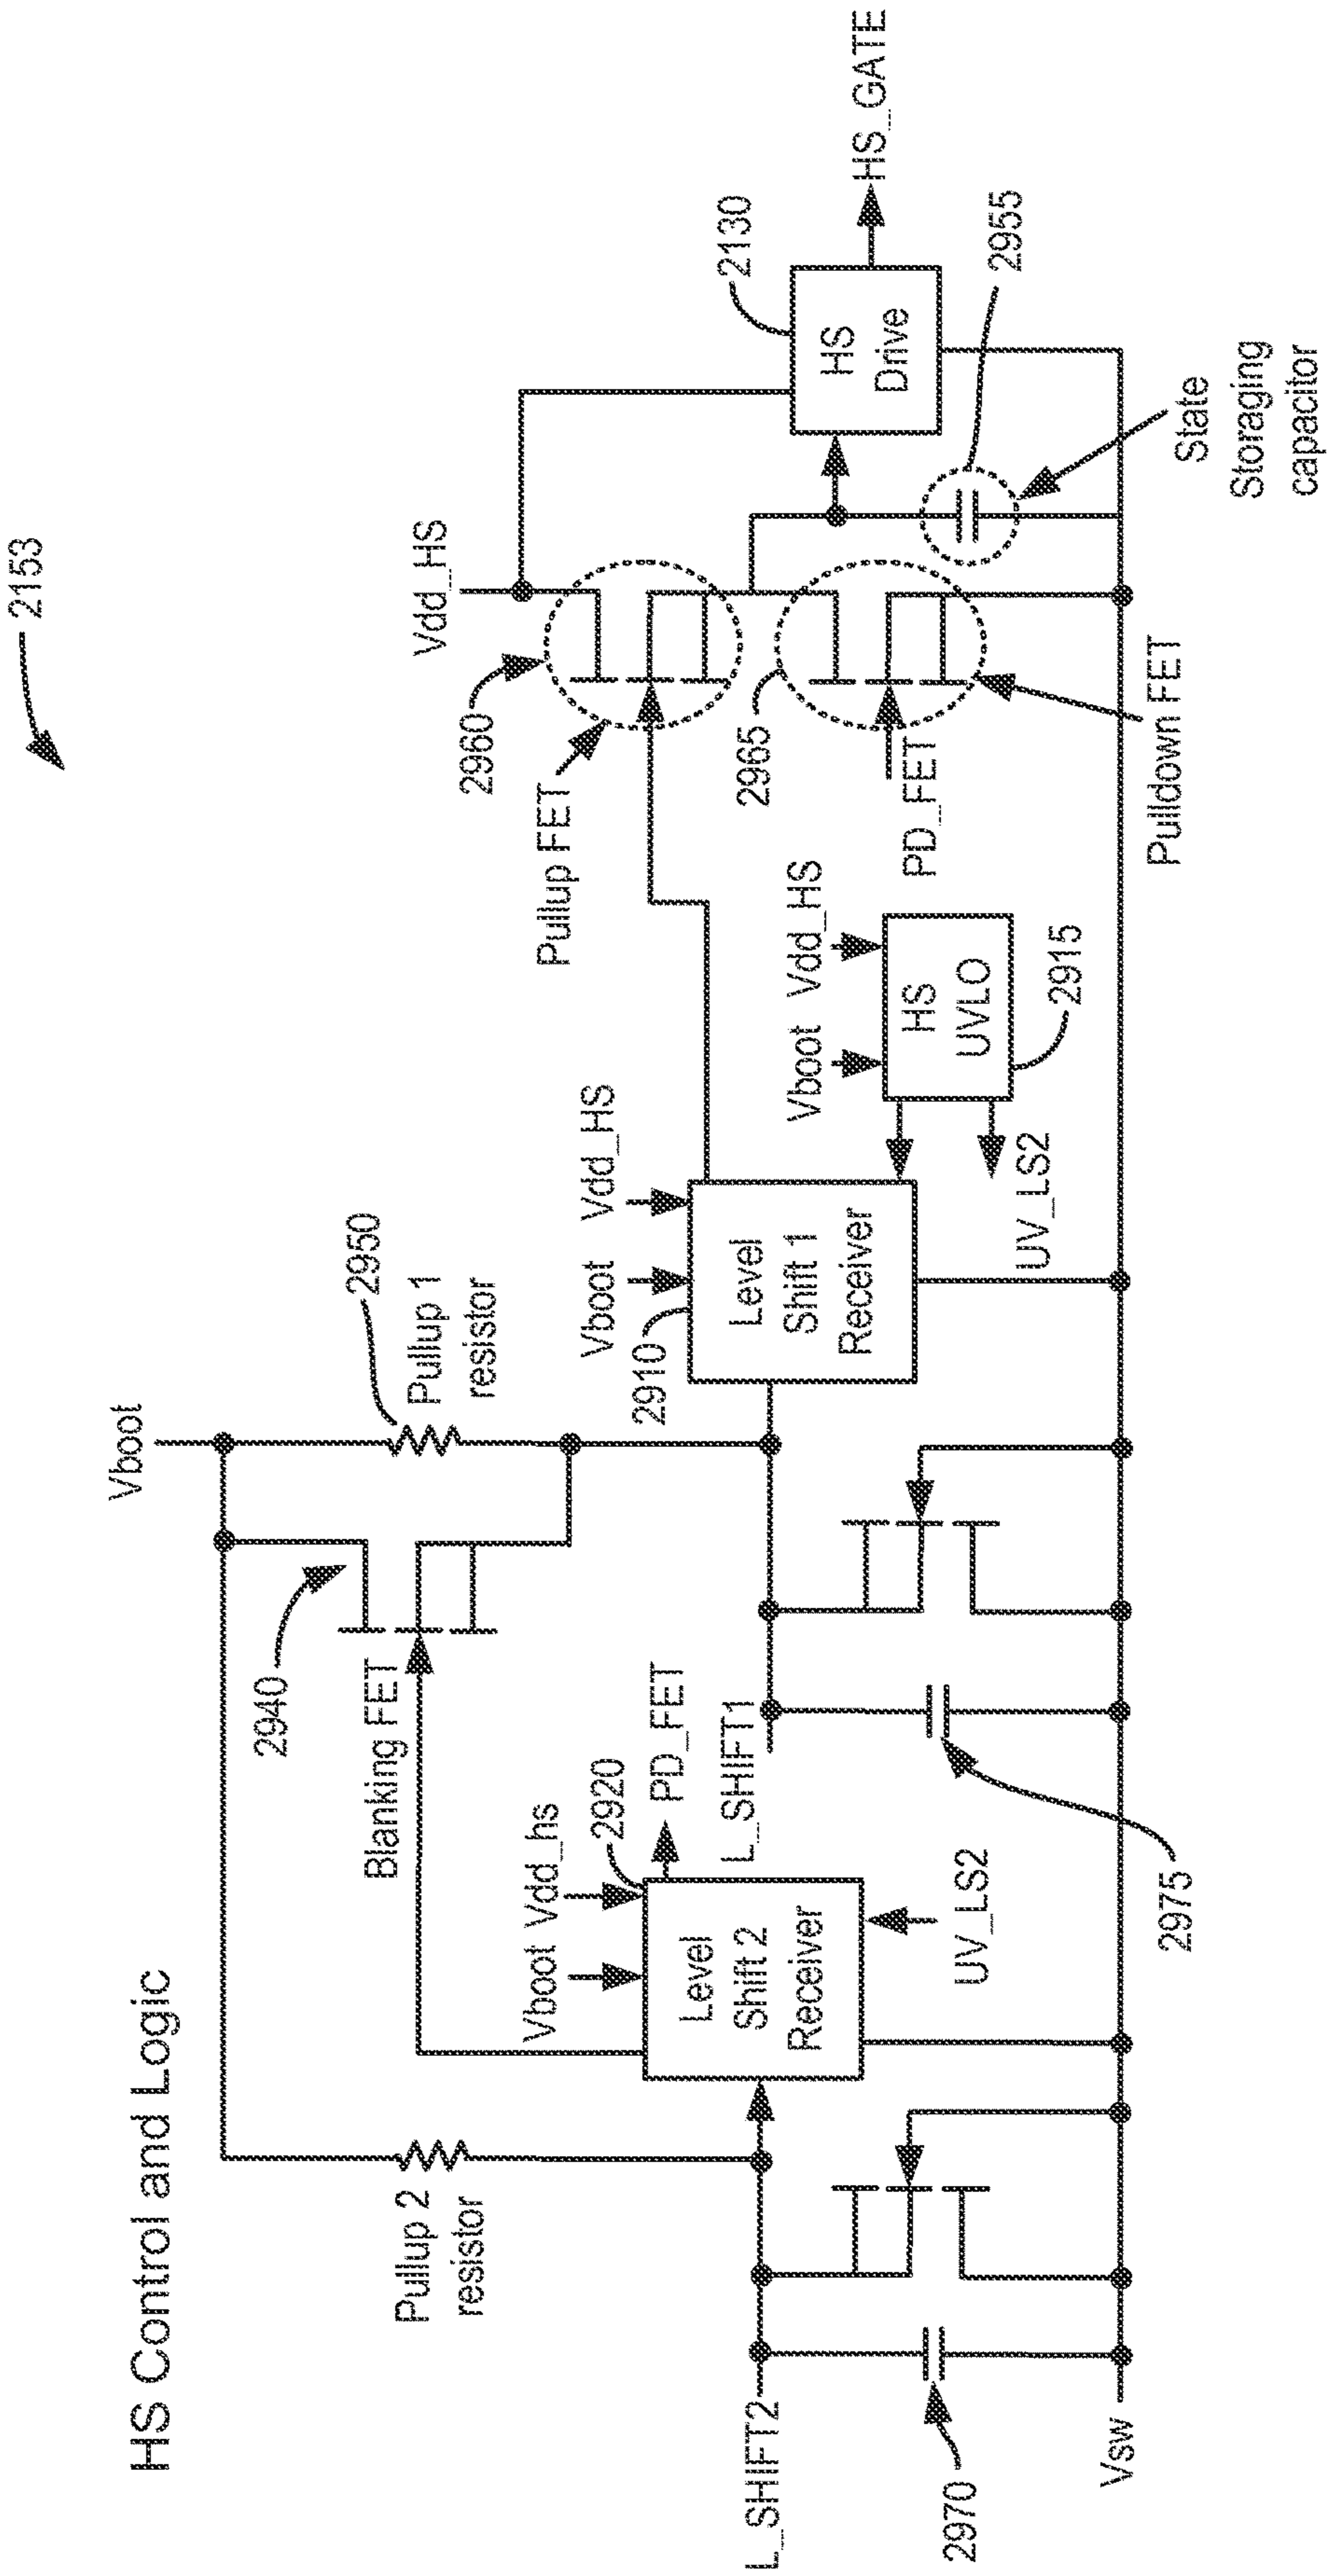 2153
HS Control and Logic
Vboot
2940
2950
Pullup 1
resistor
Vdd_HS
2960
Pullup FET
Pullup 2
resistor
Blanking FET
Vboot
Vdd_hs
2920
PD_FET
Level
Shift 2
Receiver
UV_LS2
L_SHIFT1
Vboot
Vdd_HS
2910
Level
Shift 1
Receiver
Vboot
Vdd_HS
HS
UVLO
2915
UV_LS2
2965
PD_FET
Pulldown FET
2130
HS
Drive
HS_GATE
2955
State
Storaging
capacitor
L_SHIFT2
2970
2975
Vsw